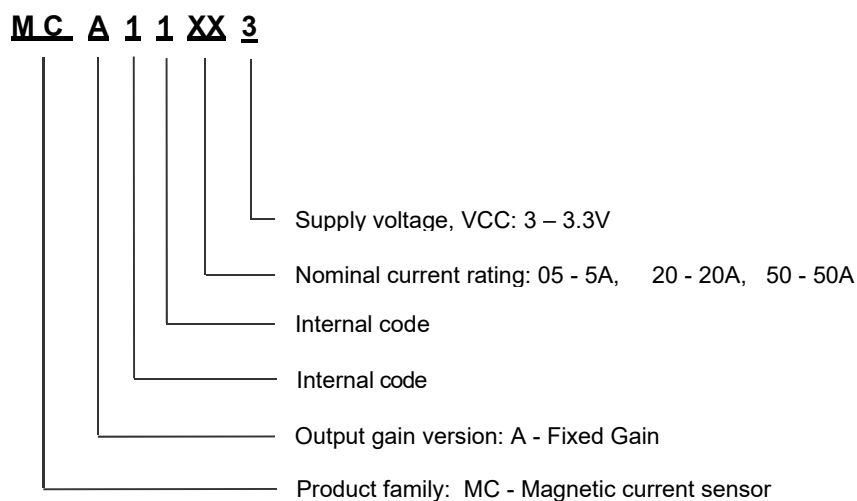 MC A 1 1 XX 3
Supply voltage, VCC: 3 – 3.3V
Nominal current rating: 05 - 5A, 20 - 20A, 50 - 50A
Internal code
Internal code
Output gain version: A - Fixed Gain
Product family: MC - Magnetic current sensor